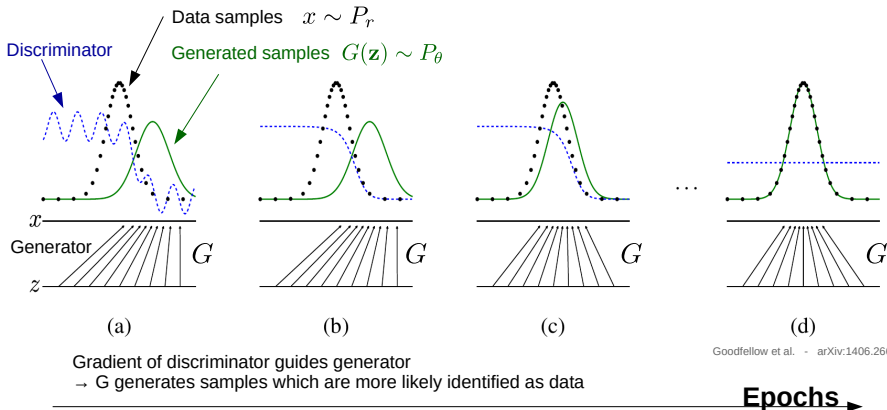 Data samples x ∼ P_r
Discriminator
Generated samples G(z) ∼ P_θ
x
...
Generator G G G G
z
(a) (b) (c) (d)
Gradient of discriminator guides generator
→ G generates samples which are more likely identified as data
Goodfellow et al. - arXiv:1406.266
Epochs